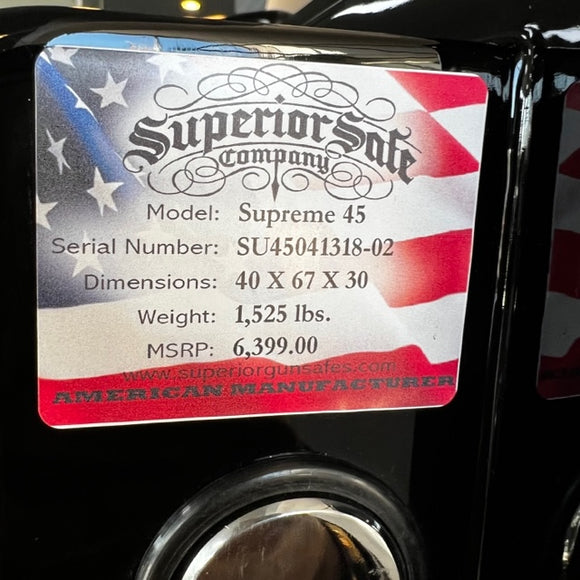 Superior Safe
Company
Model: Supreme 45
Serial Number: SU45041318-02
Dimensions: 40 X 67 X 30
Weight: 1,525 lbs.
MSRP: 6,399.00
www.superiorgunsafes.com
AMERICAN MANUFACTURER